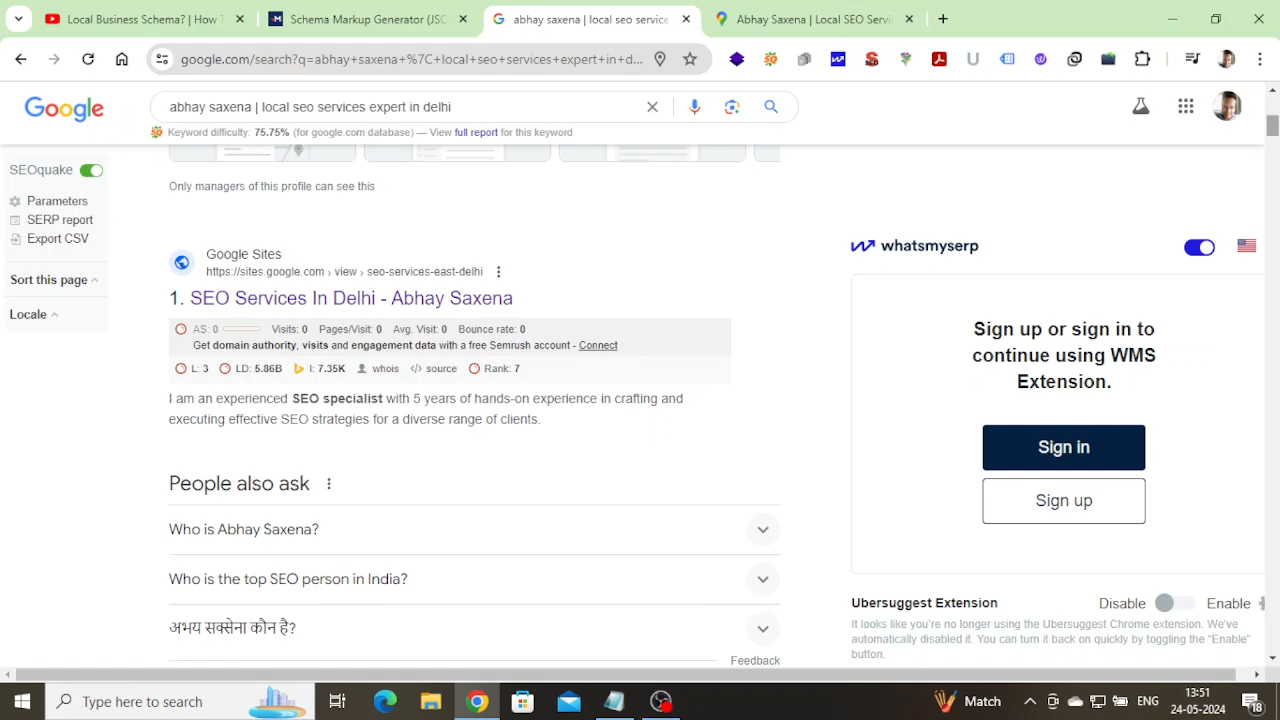 Local Business Schema? | How T
Schema Markup Generator (JSC
abhay saxena | local seo service
Abhay Saxena | Local SEO Servi
google.com/search?q=abhay+saxena+%7C+local+seo+services+expert+in+d...
Google
abhay saxena | local seo services expert in delhi
Keyword difficulty: 75.75% (for google.com database) — View full report for this keyword
SEOquake
Parameters
SERP report
Export CSV
Sort this page
Locale
Only managers of this profile can see this
Google Sites
https://sites.google.com › view › seo-services-east-delhi
1. SEO Services In Delhi - Abhay Saxena
AS: 0 Visits: 0 Pages/Visit: 0 Avg. Visit: 0 Bounce rate: 0
Get domain authority, visits and engagement data with a free Semrush account - Connect
L: 3 LD: 5.86B I: 7.35K whois source Rank: 7
I am an experienced SEO specialist with 5 years of hands-on experience in crafting and
executing effective SEO strategies for a diverse range of clients.
People also ask
Who is Abhay Saxena?
Who is the top SEO person in India?
अभय सक्सेना कौन है?
Feedback
whatsmyserp
Sign up or sign in to
continue using WMS
Extension.
Sign in
Sign up
Ubersuggest Extension Disable Enable
It looks like you're no longer using the Ubersuggest Chrome extension. We've
automatically disabled it. You can turn it back on quickly by toggling the "Enable"
button.
Type here to search
Match
ENG
13:51
24-05-2024
18